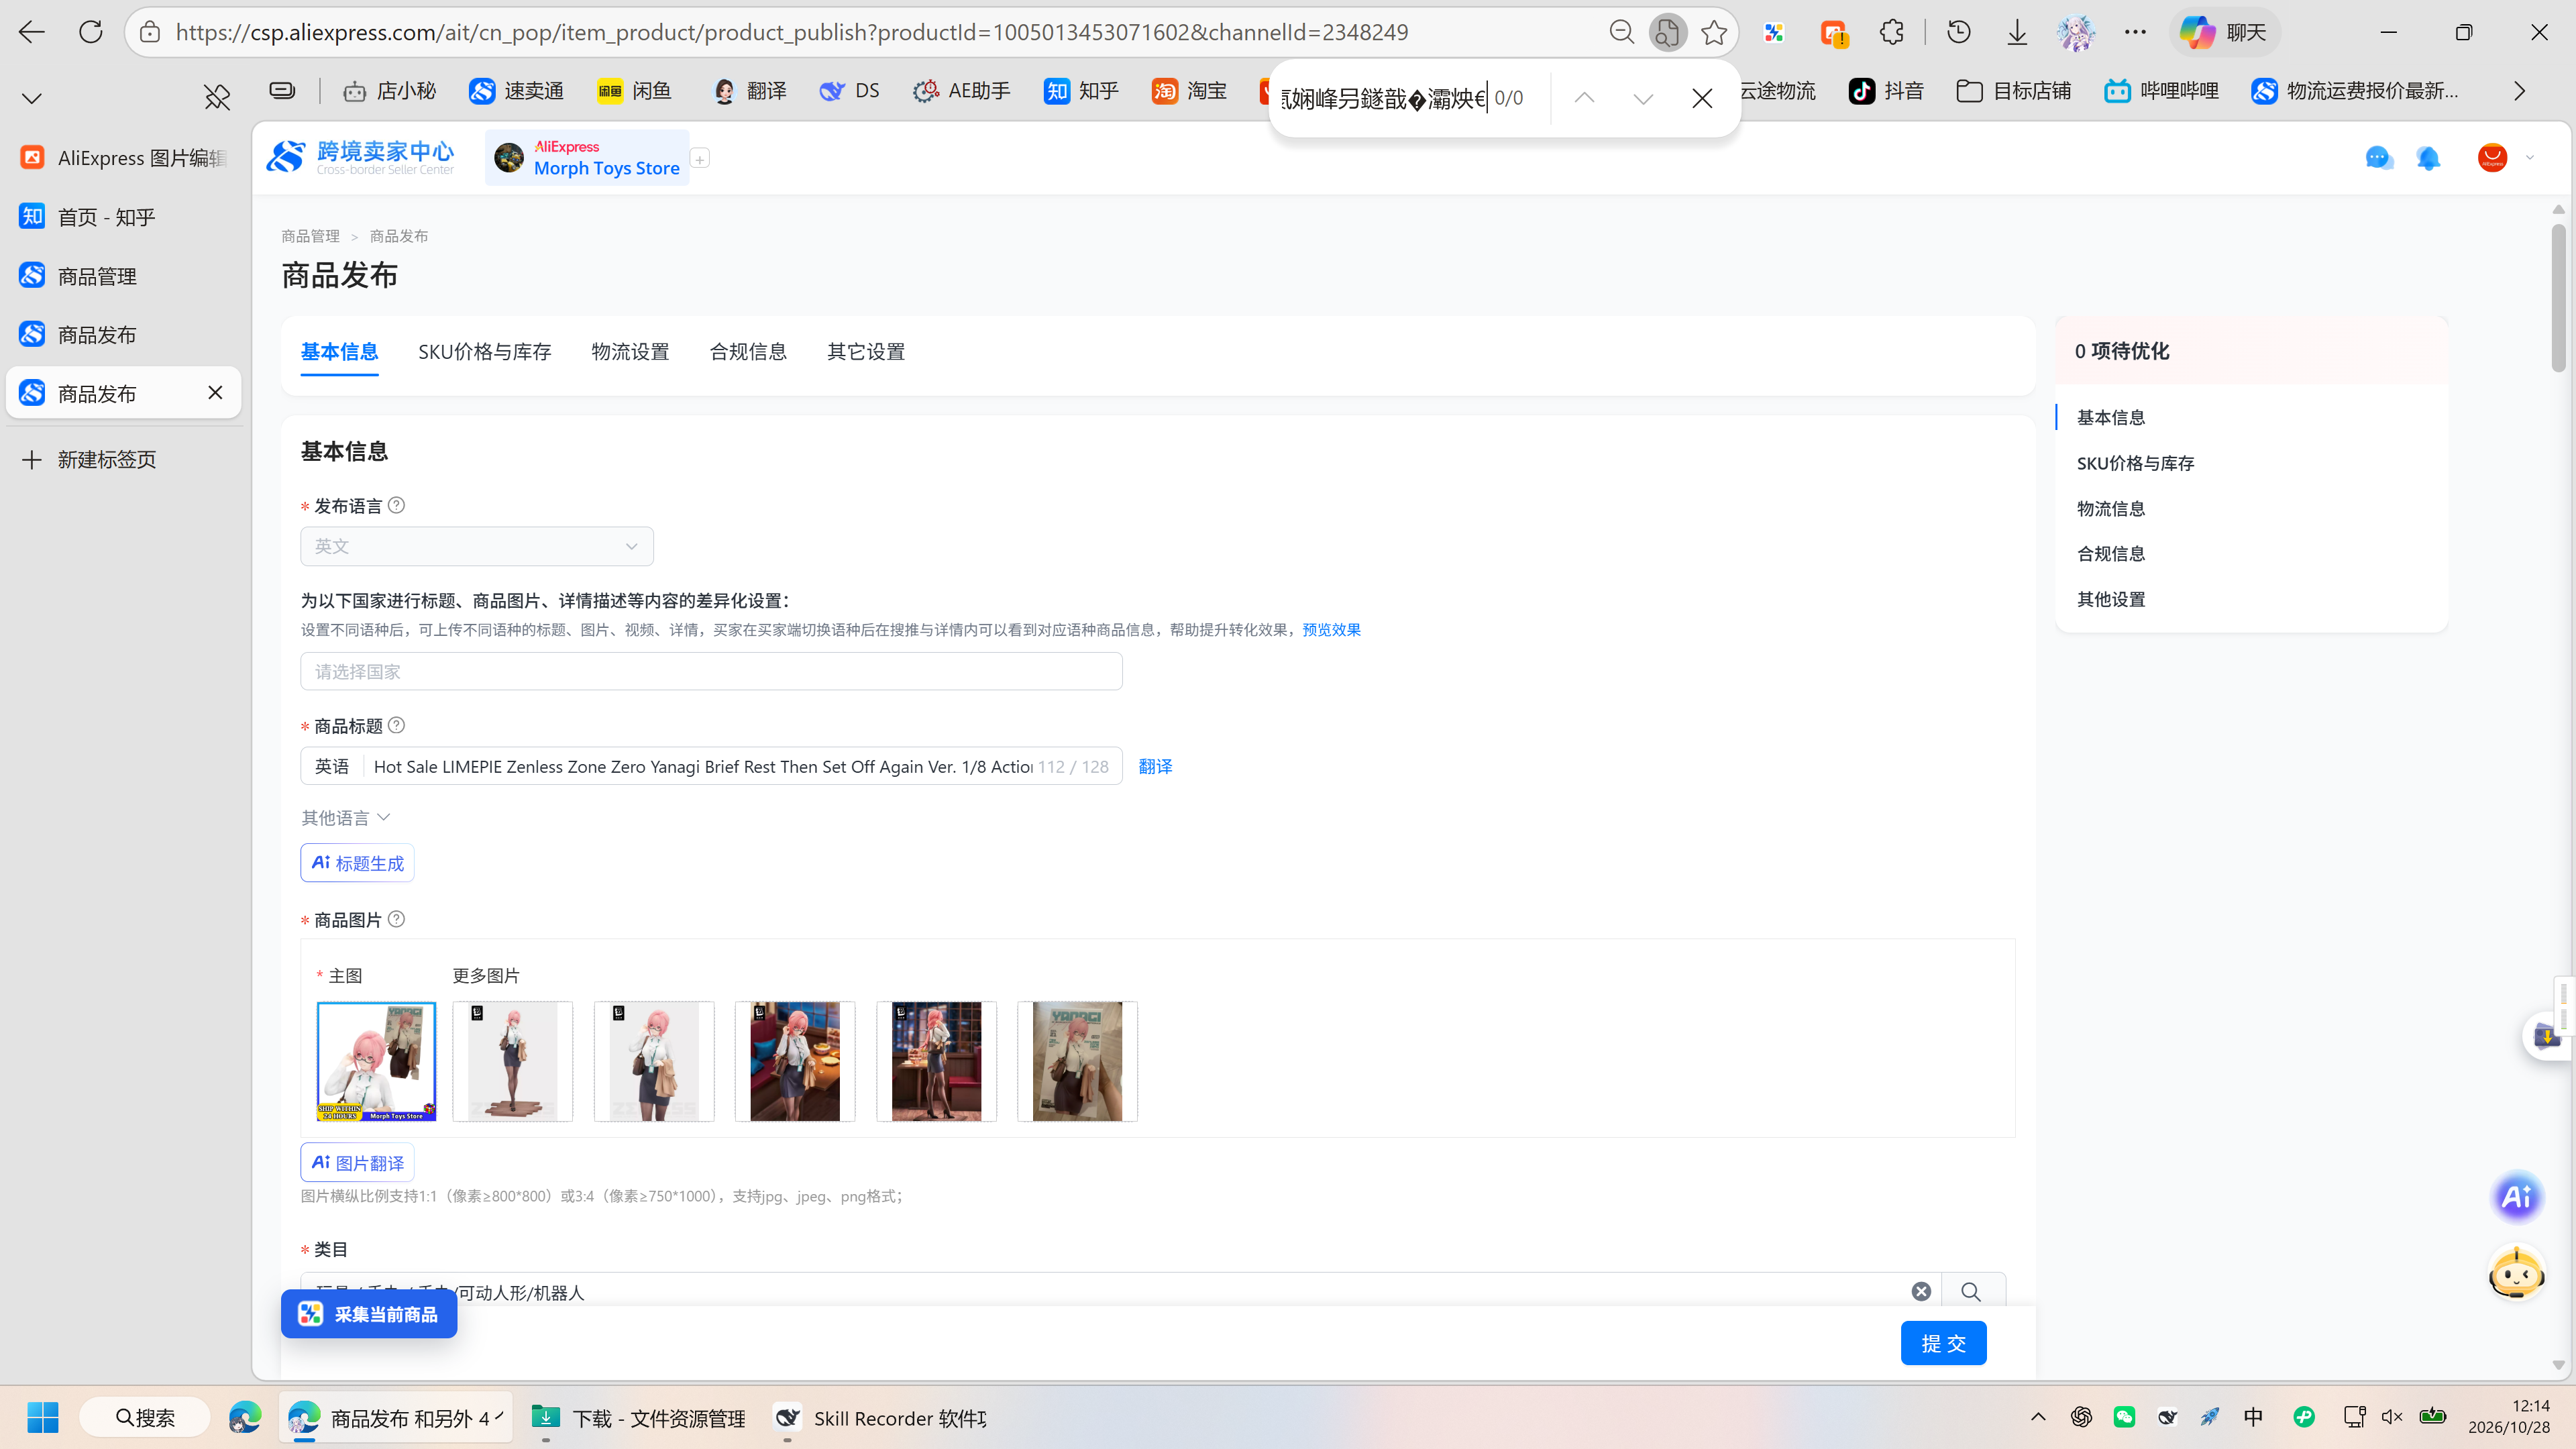 https://csp.aliexpress.com/ait/cn_pop/item_product/product_publish?productId=1005013453071602&channelId=2348249
聊天
店小秘
速卖通
闲鱼
翻译
DS
AE助手
知乎
淘宝
娴峰叧鐩戠�灞炴€ 0/0
云途物流
抖音
目标店铺
哔哩哔哩
物流运费报价最新...
AliExpress 图片编辑
首页 - 知乎
商品管理
商品发布
商品发布
新建标签页
跨境卖家中心
Cross-border Seller Center
AliExpress
Morph Toys Store
商品管理 > 商品发布
商品发布
基本信息
SKU价格与库存
物流设置
合规信息
其它设置
0 项待优化
基本信息
SKU价格与库存
物流信息
合规信息
其他设置
基本信息
* 发布语言
英文
为以下国家进行标题、商品图片、详情描述等内容的差异化设置：
设置不同语种后，可上传不同语种的标题、图片、视频、详情，买家在买家端切换语种后在搜推与详情内可以看到对应语种商品信息，帮助提升转化效果，预览效果
请选择国家
* 商品标题
英语 Hot Sale LIMEPIE Zenless Zone Zero Yanagi Brief Rest Then Set Off Again Ver. 1/8 Action 112 / 128 翻译
其他语言
Ai 标题生成
* 商品图片
* 主图
更多图片
YANAGI
SHIP WITHIN
24 HOURS
Morph Toys Store
Ai 图片翻译
图片横纵比例支持1:1（像素≥800*800）或3:4（像素≥750*1000），支持jpg、jpeg、png格式；
* 类目
/可动人形/机器人
采集当前商品
提 交
Ai
搜索
商品发布 和另外 4 个
下载 - 文件资源管理
Skill Recorder 软件
中
12:14
2026/10/28